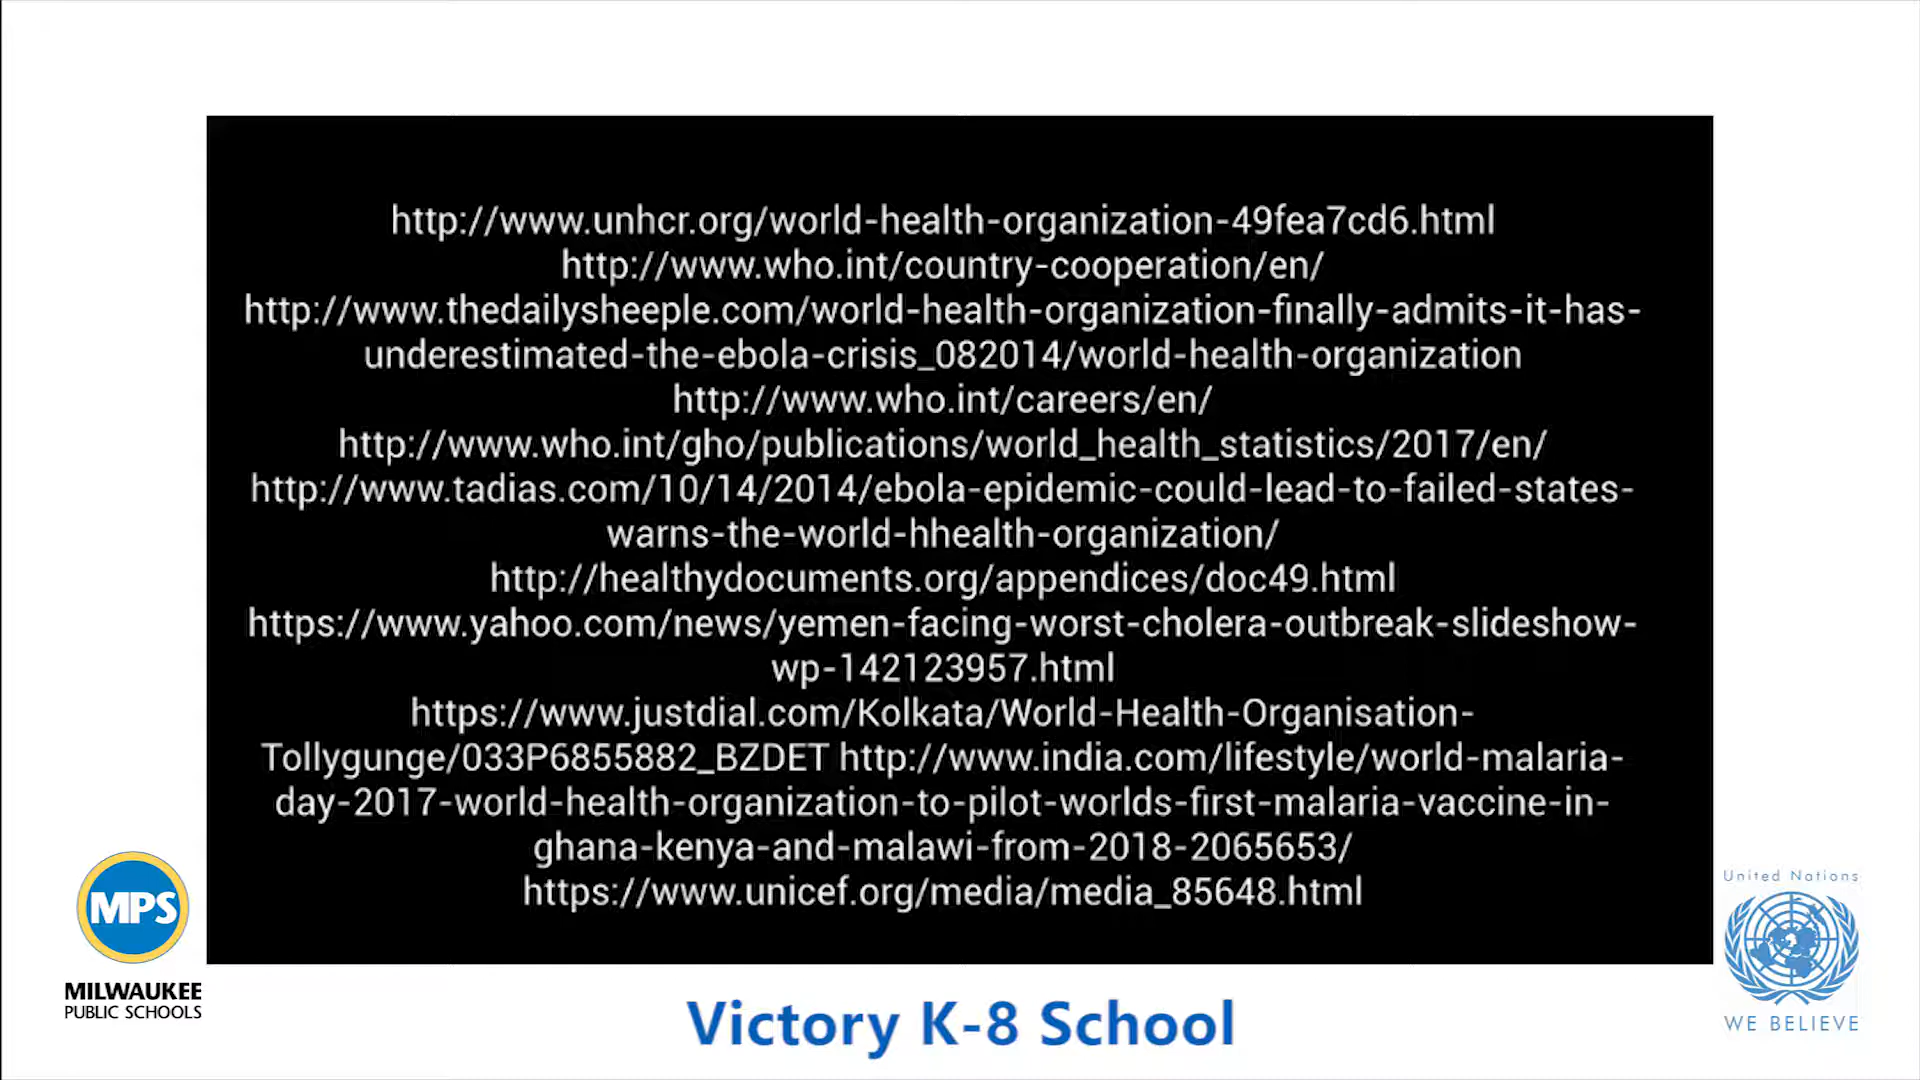 http://www.unhcr.org/world-health-organization-49fea7cd6.html
http://www.who.int/country-cooperation/en/
http://www.thedailysheeple.com/world-health-organization-finally-admits-it-has-
underestimated-the-ebola-crisis_082014/world-health-organization
http://www.who.int/careers/en/
http://www.who.int/gho/publications/world_health_statistics/2017/en/
http://www.tadias.com/10/14/2014/ebola-epidemic-could-lead-to-failed-states-
warns-the-world-hhealth-organization/
http://healthydocuments.org/appendices/doc49.html
https://www.yahoo.com/news/yemen-facing-worst-cholera-outbreak-slideshow-
wp-142123957.html
https://www.justdial.com/Kolkata/World-Health-Organisation-
Tollygunge/033P6855882_BZDET http://www.india.com/lifestyle/world-malaria-
day-2017-world-health-organization-to-pilot-worlds-first-malaria-vaccine-in-
ghana-kenya-and-malawi-from-2018-2065653/
https://www.unicef.org/media/media_85648.html
MPS
MILWAUKEE
PUBLIC SCHOOLS
United Nations
WE BELIEVE
Victory K-8 School